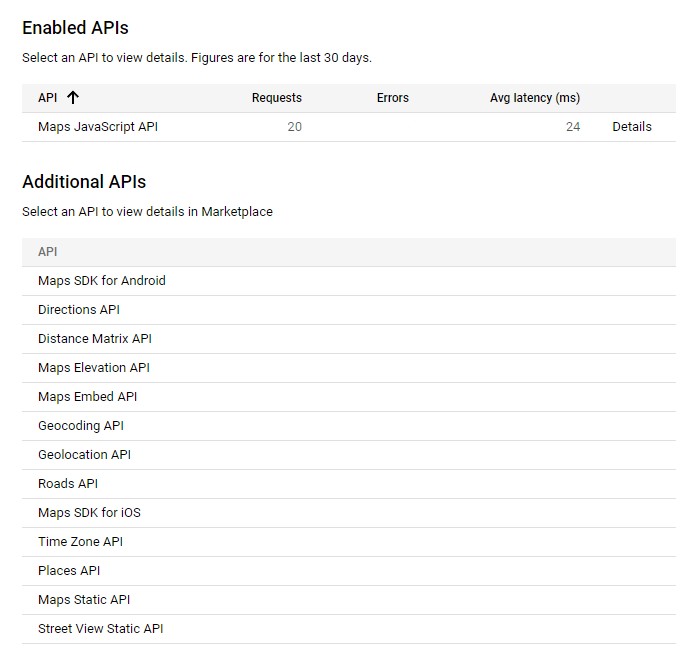 Enabled APIs
Select an API to view details. Figures are for the last 30 days.
API Requests Errors Avg latency (ms)
Maps JavaScript API 20 24 Details
Additional APIs
Select an API to view details in Marketplace
API
Maps SDK for Android
Directions API
Distance Matrix API
Maps Elevation API
Maps Embed API
Geocoding API
Geolocation API
Roads API
Maps SDK for iOS
Time Zone API
Places API
Maps Static API
Street View Static API